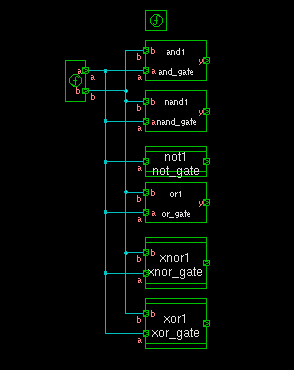 b and1
y
a and_gate
a
a
b
b
b nand1
a nand_gate
not1
a not_gate
b or1
y
a or_gate
b xnor1
a xnor_gate
b xor1
a xor_gate